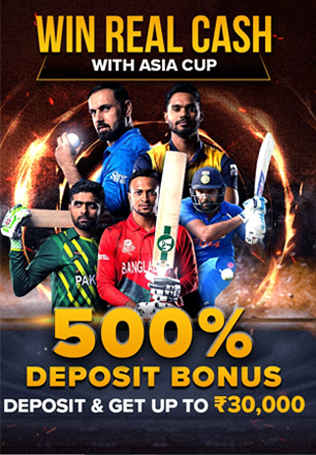 WIN REAL CASH
WITH ASIA CUP
PAK
BANGLA
500%
DEPOSIT BONUS
DEPOSIT & GET UP TO ₹30,000